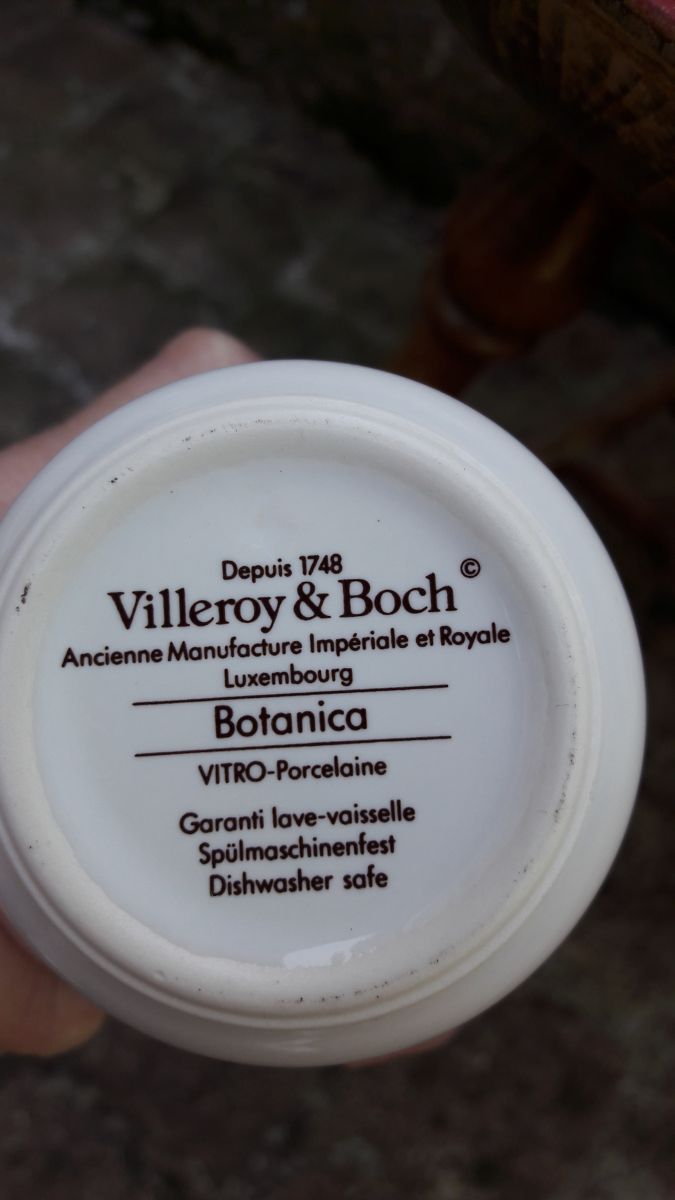 Depuis 1748
Villeroy & Boch ©
Ancienne Manufacture Impériale et Royale
Luxembourg
Botanica
VITRO-Porcelaine
Garanti lave-vaisselle
Spülmaschinenfest
Dishwasher safe